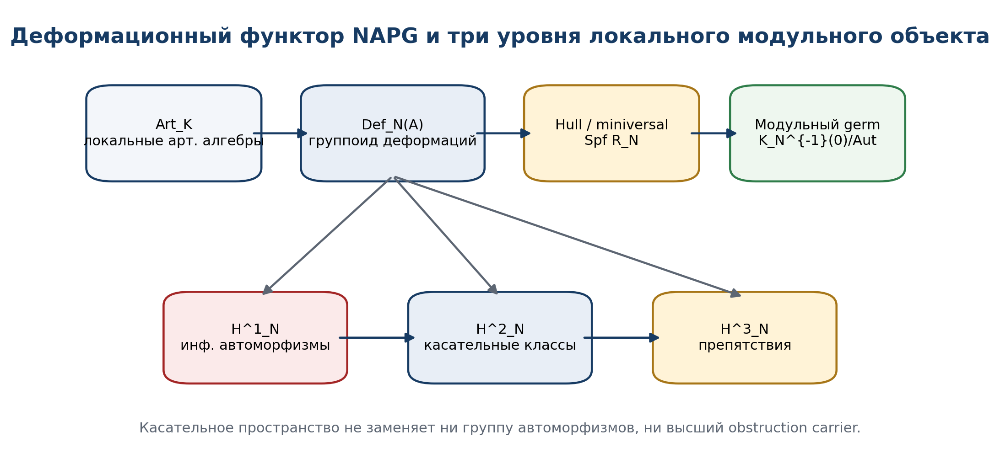 Деформационный функтор NAPG и три уровня локального модульного объекта
Art_K
локальные арт. алгебры
Def_N(A)
группоид деформаций
Hull / miniversal
Spf R_N
Модульный germ
K_N^{-1}(0)/Aut
H^1_N
инф. автоморфизмы
H^2_N
касательные классы
H^3_N
препятствия
Касательное пространство не заменяет ни группу автоморфизмов, ни высший obstruction carrier.